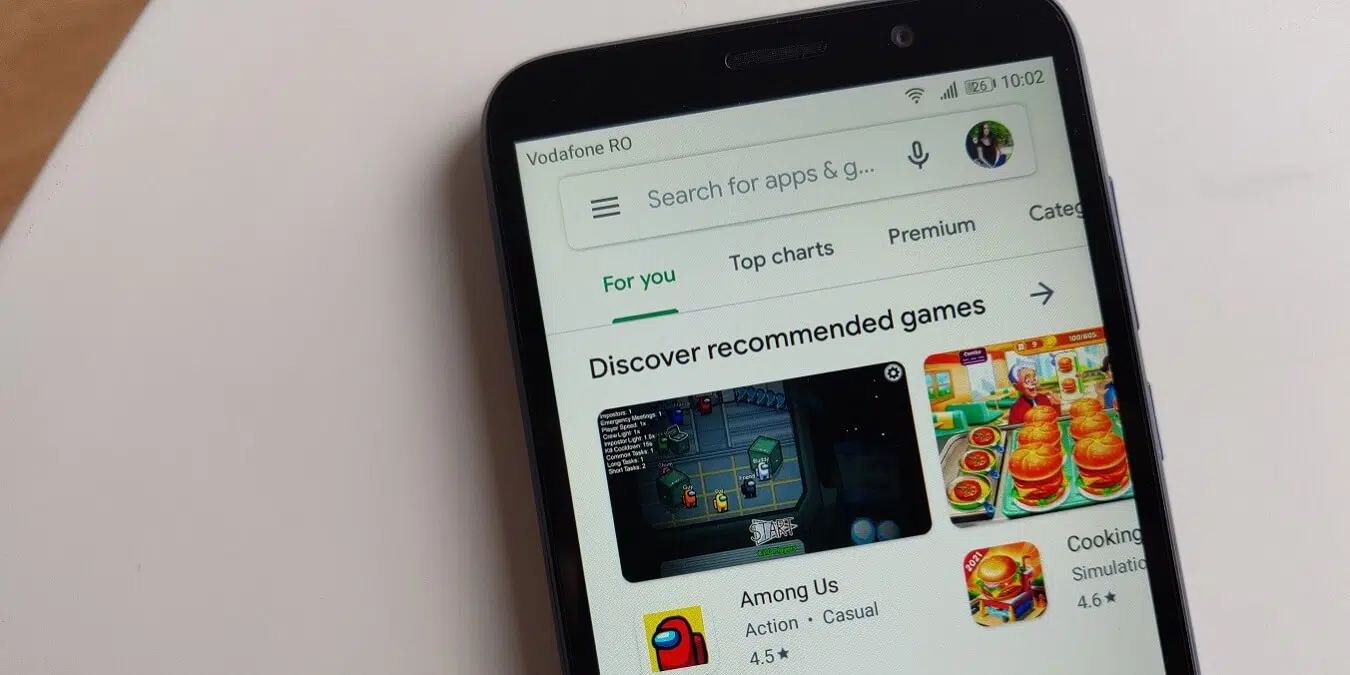 26 10:02
Vodafone RO
Search for apps & g...
For you
Top charts
Premium
Categ
Discover recommended games
Impostors: 1
Emergency Meetings: 1
Player Speed: 1x
Crew Light: 1x
Impostor Light: 1.5x
Kill Cooldown: 15s
Common Tasks: 1
Long Tasks: 1
Short Tasks: 2
START
100/605
Among Us
Action • Casual
4.5★
2021
Cooking
Simulatio
4.6★